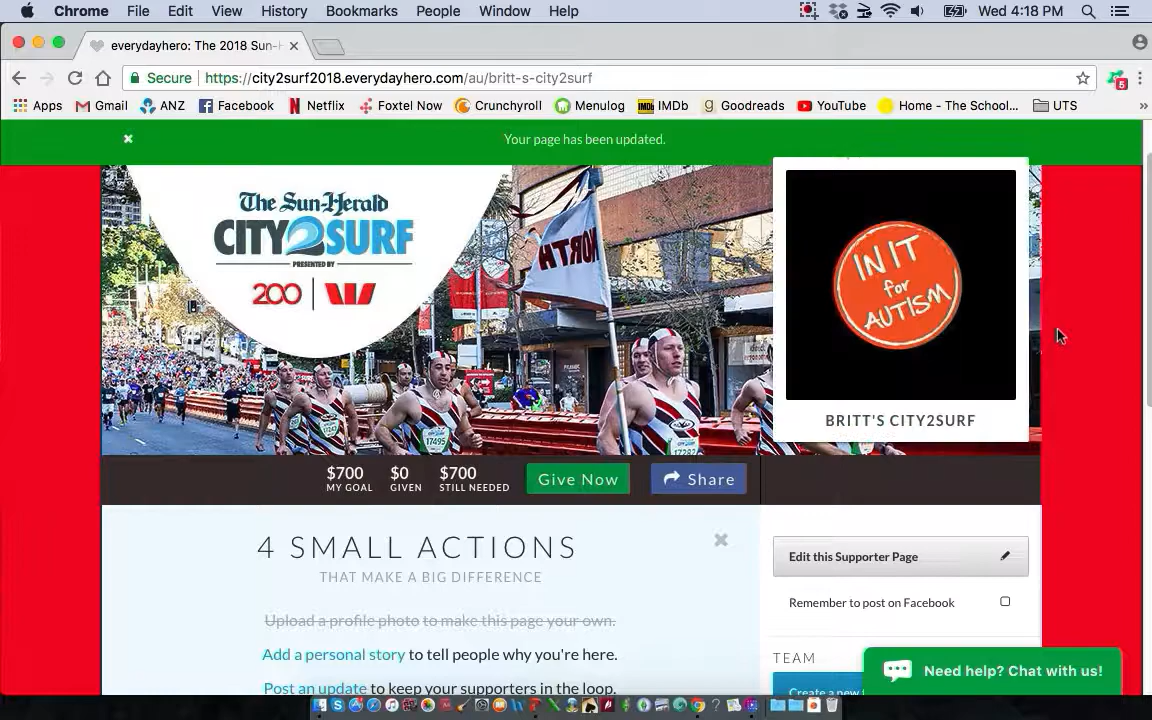 Chrome File Edit View History Bookmarks People Window Help Wed 4:18 PM
everydayhero: The 2018 Sun-H
Secure https://city2surf2018.everydayhero.com/au/britt-s-city2surf
Apps Gmail ANZ Facebook Netflix Foxtel Now Crunchyroll Menulog IMDb IMDb Goodreads YouTube Home - The School... UTS
5
Your page has been updated.
The Sun-Herald
CITY2SURF
PRESENTED BY
200
NORTH
17495
IN IT
for
AUTISM
BRITT'S CITY2SURF
$700 $0 $700
MY GOAL GIVEN STILL NEEDED
Give Now
Share
4 SMALL ACTIONS
THAT MAKE A BIG DIFFERENCE
Upload a profile photo to make this page your own.
Add a personal story to tell people why you're here.
Post an update to keep your supporters in the loop.
Edit this Supporter Page
Remember to post on Facebook
TEAM
Create a new
Need help? Chat with us!